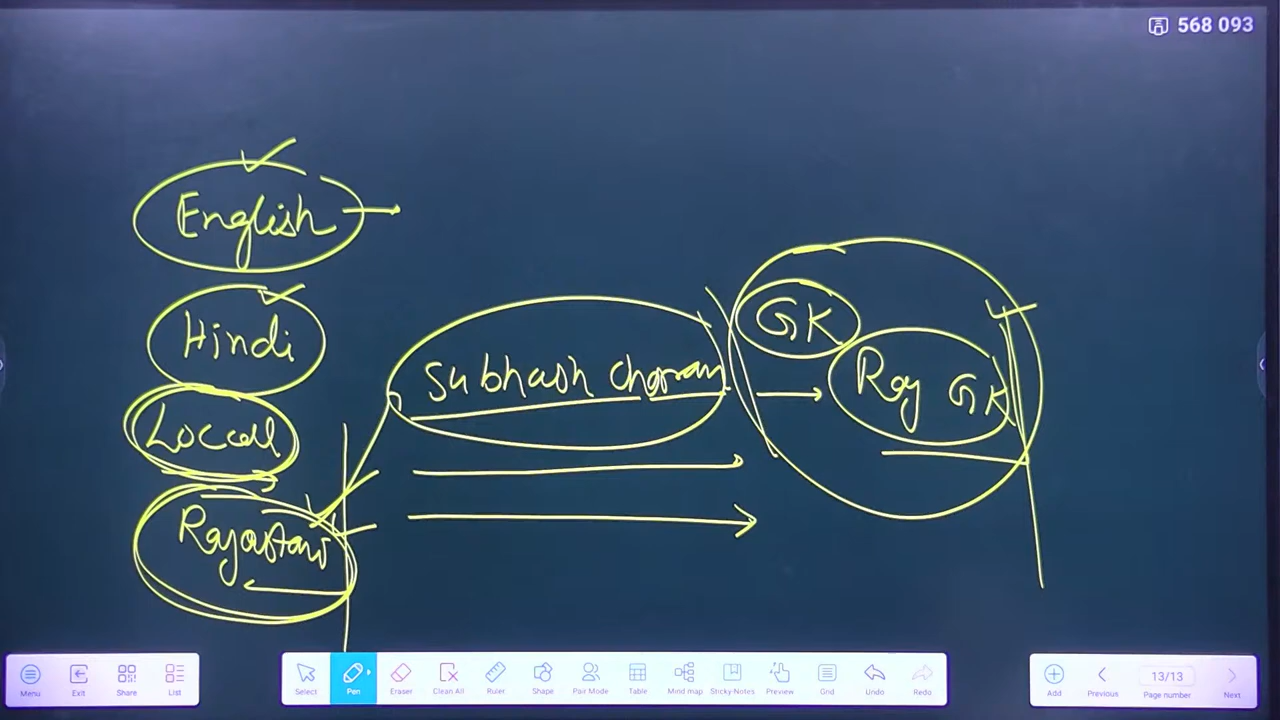 568 093
English
Hindi
Loccal
Rajastani
Subhash Charan
GK
Raj GK
Menu
Exit
Share
List
Select
Pen
Eraser
Clean All
Ruler
Shape
Pair Mode
Table
Mind map
Sticky-Notes
Preview
Grid
Undo
Redo
Add
Previous
13/13
Page number
Next